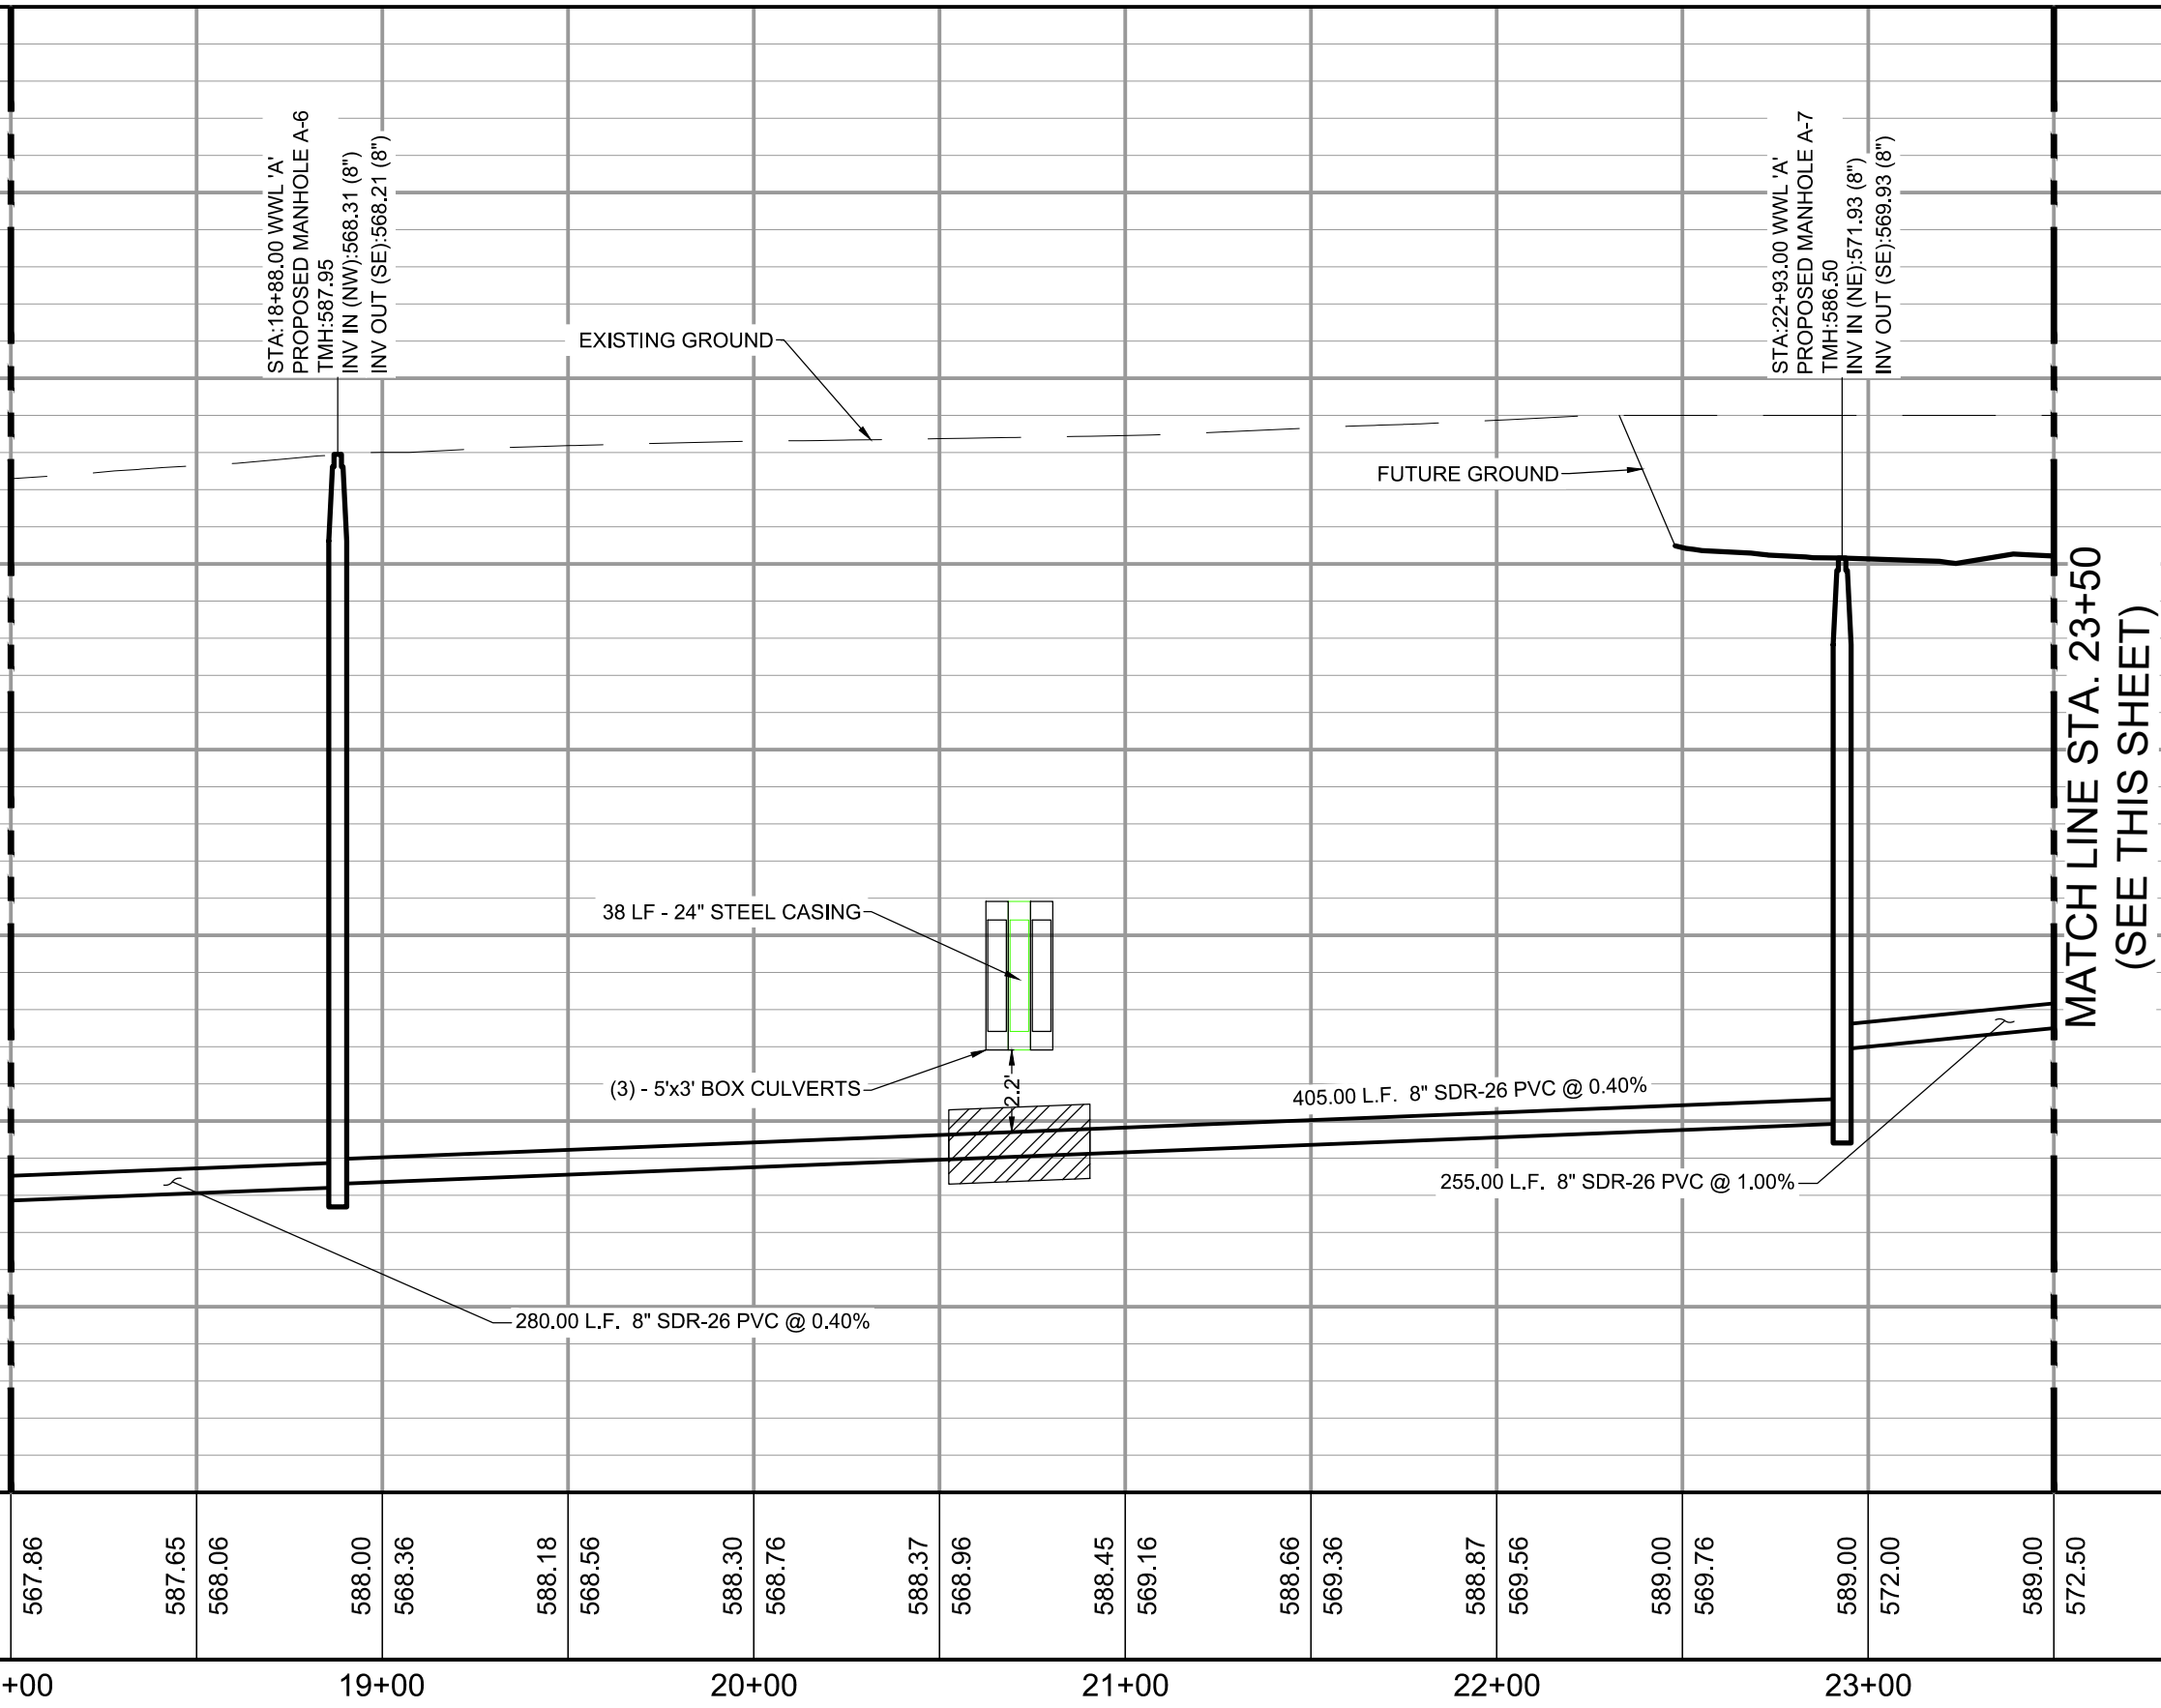 STA:18+88.00 WWL 'A'
PROPOSED MANHOLE A-6
TMH:587.95
INV IN (NW):568.31 (8")
INV OUT (SE):568.21 (8")
STA:22+93.00 WWL 'A'
PROPOSED MANHOLE A-7
TMH:586.50
INV IN (NE):571.93 (8")
INV OUT (SE):569.93 (8")
EXISTING GROUND
FUTURE GROUND
MATCH LINE STA. 23+50
(SEE THIS SHEET)
38 LF - 24" STEEL CASING
(3) - 5'x3' BOX CULVERTS
2.2'
405.00 L.F. 8" SDR-26 PVC @ 0.40%
255.00 L.F. 8" SDR-26 PVC @ 1.00%
280.00 L.F. 8" SDR-26 PVC @ 0.40%
567.86
587.65
568.06
588.00
568.36
588.18
568.56
588.30
568.76
588.37
568.96
588.45
569.16
588.66
569.36
588.87
569.56
589.00
569.76
589.00
572.00
589.00
572.50
+00
19+00
20+00
21+00
22+00
23+00